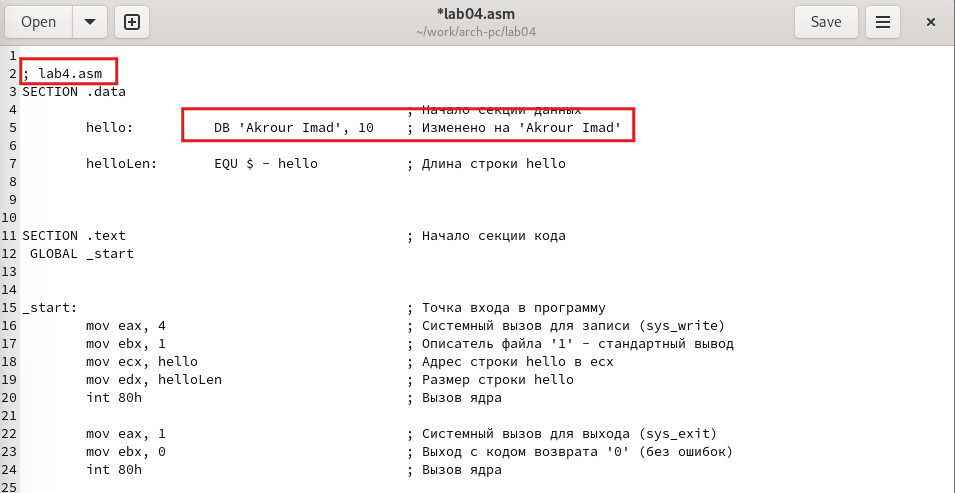 Open
*lab04.asm
~/work/arch-pc/lab04
Save
1
2 ; lab4.asm
3 SECTION .data
4 ; Начало секции данных
5 hello: DB 'Akrour Imad', 10 ; Изменено на 'Akrour Imad'
6
7 helloLen: EQU $ - hello ; Длина строки hello
8
9
10
11 SECTION .text ; Начало секции кода
12 GLOBAL _start
13
14
15 _start: ; Точка входа в программу
16 mov eax, 4 ; Системный вызов для записи (sys_write)
17 mov ebx, 1 ; Описатель файла '1' - стандартный вывод
18 mov ecx, hello ; Адрес строки hello в ecx
19 mov edx, helloLen ; Размер строки hello
20 int 80h ; Вызов ядра
21
22 mov eax, 1 ; Системный вызов для выхода (sys_exit)
23 mov ebx, 0 ; Выход с кодом возврата '0' (без ошибок)
24 int 80h ; Вызов ядра
25